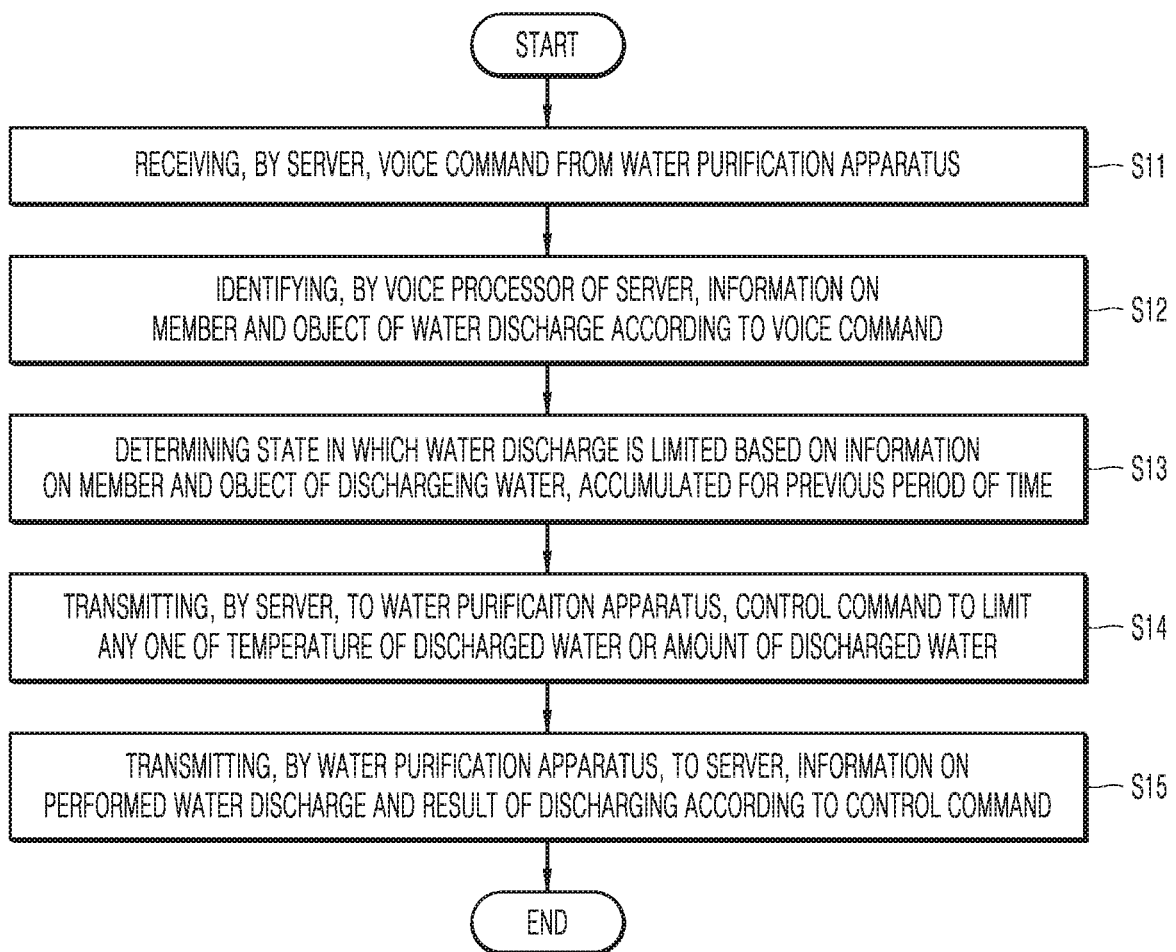 START
RECEIVING, BY SERVER, VOICE COMMAND FROM WATER PURIFICATION APPARATUS
S11
IDENTIFYING, BY VOICE PROCESSOR OF SERVER, INFORMATION ON
MEMBER AND OBJECT OF WATER DISCHARGE ACCORDING TO VOICE COMMAND
S12
DETERMINING STATE IN WHICH WATER DISCHARGE IS LIMITED BASED ON INFORMATION
ON MEMBER AND OBJECT OF DISCHARGEING WATER, ACCUMULATED FOR PREVIOUS PERIOD OF TIME
S13
TRANSMITTING, BY SERVER, TO WATER PURIFICAITON APPARATUS, CONTROL COMMAND TO LIMIT
ANY ONE OF TEMPERATURE OF DISCHARGED WATER OR AMOUNT OF DISCHARGED WATER
S14
TRANSMITTING, BY WATER PURIFICATION APPARATUS, TO SERVER, INFORMATION ON
PERFORMED WATER DISCHARGE AND RESULT OF DISCHARGING ACCORDING TO CONTROL COMMAND
S15
END